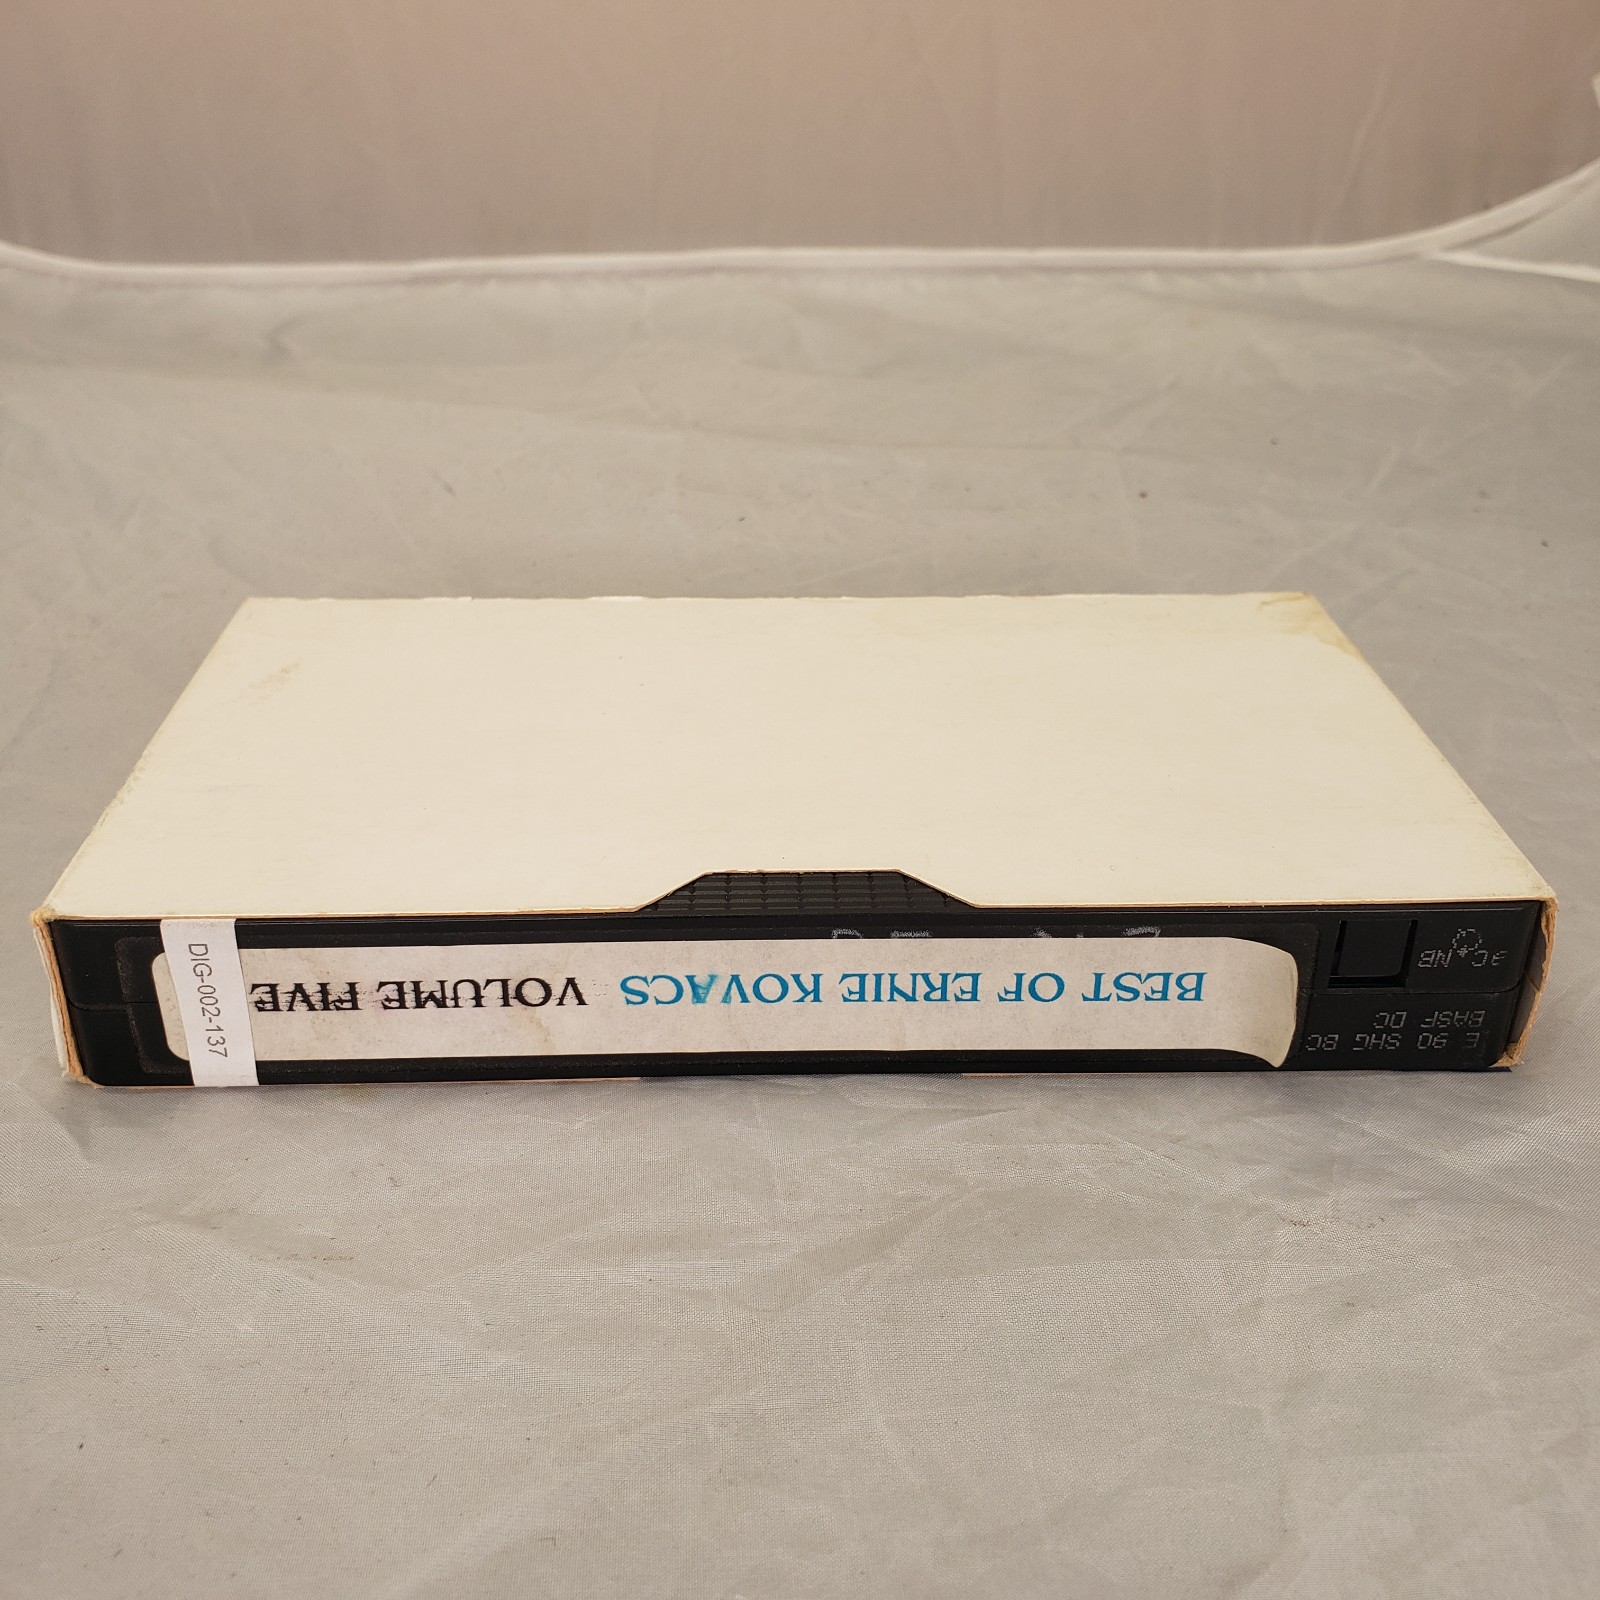 BEST OF ERNIE KOVACS VOLUME FIVE
DIG-002-137
E 90 SHG BC
BASF DC